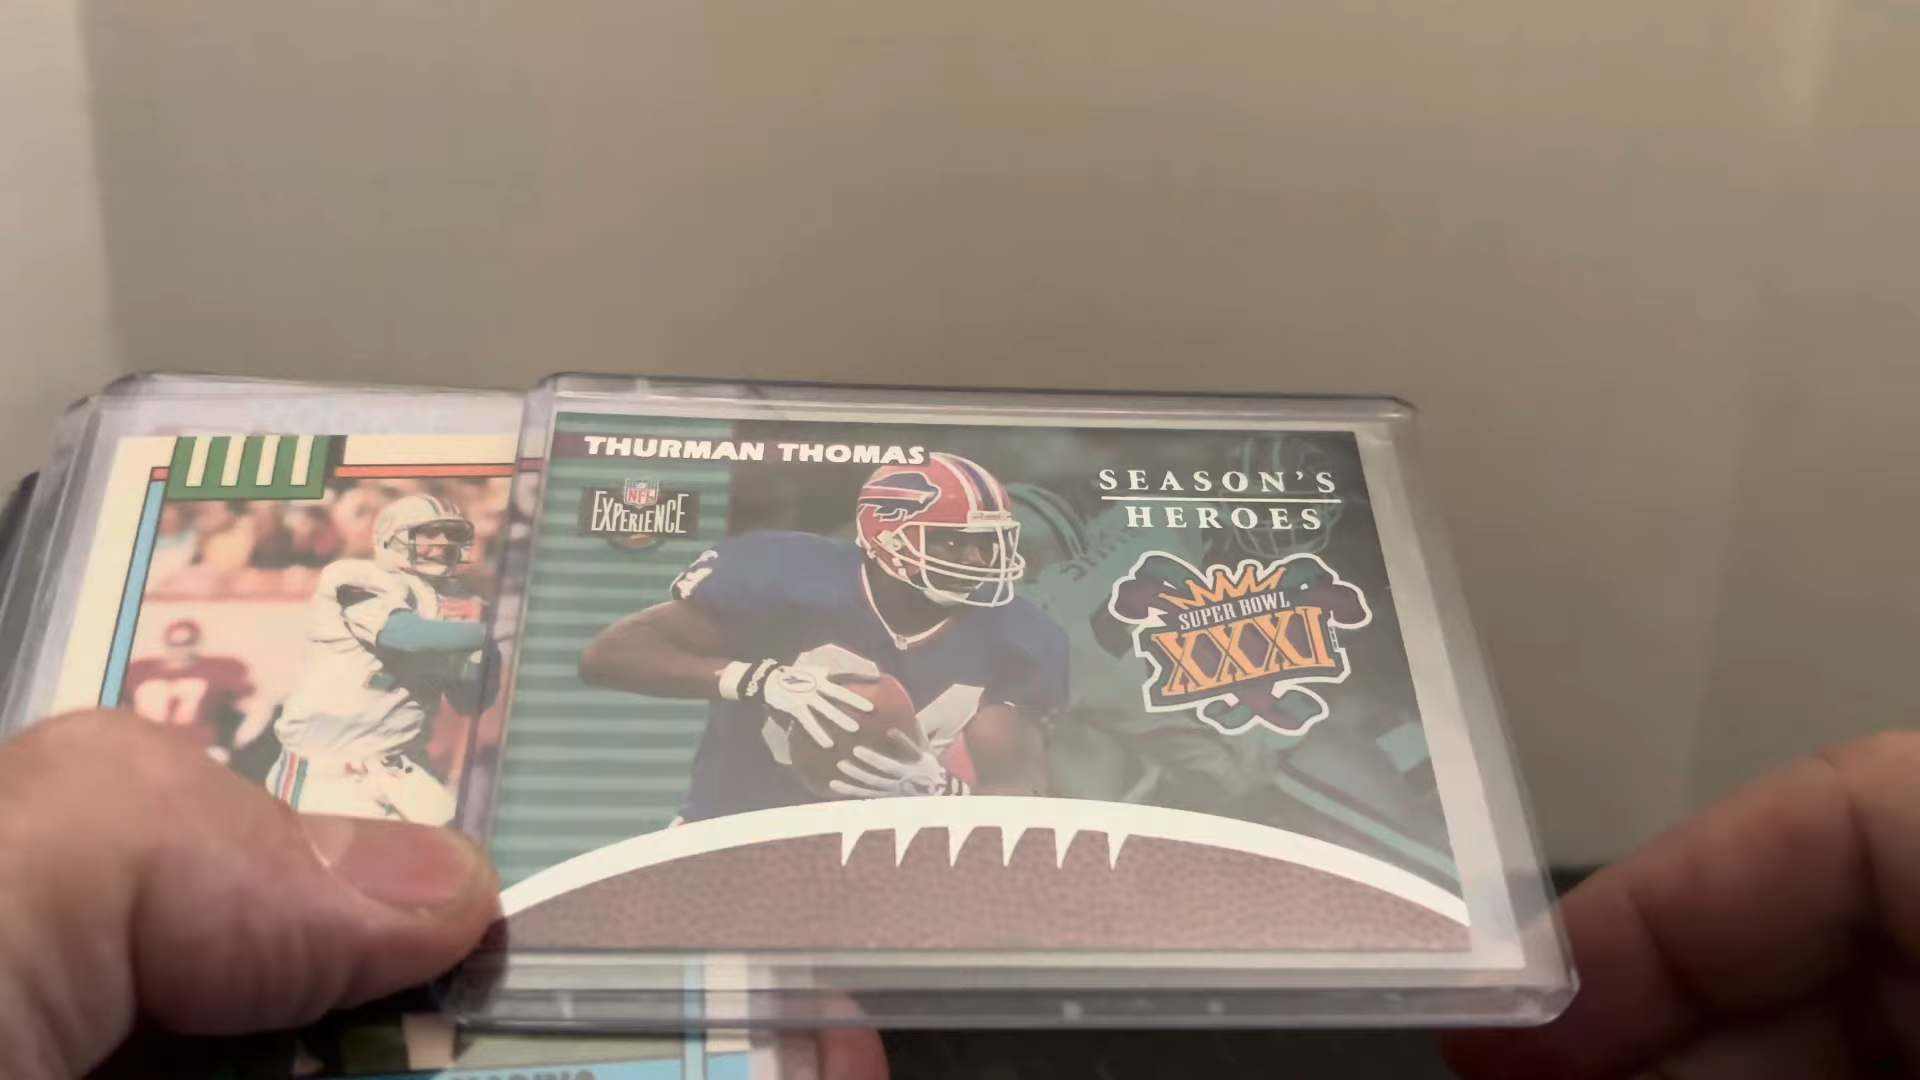 THURMAN THOMAS
NFL
EXPERIENCE
SEASON'S
HEROES
SUPER BOWL
XXXI